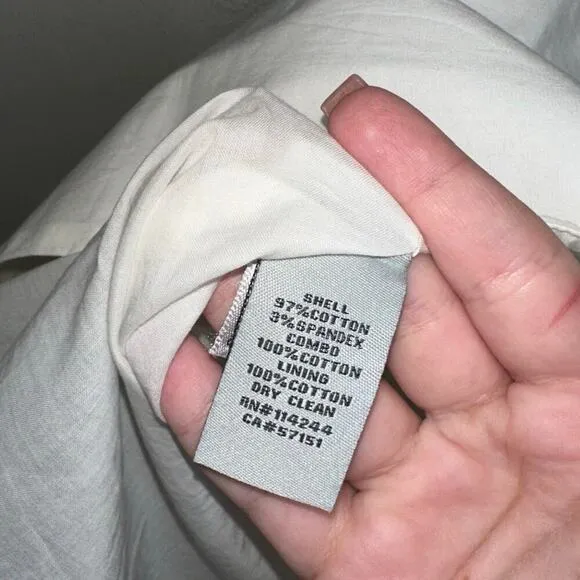 SHELL
97%COTTON
3%SPANDEX
COMBO
100%COTTON
LINING
100%COTTON
DRY CLEAN
RN#114244
CA#57151